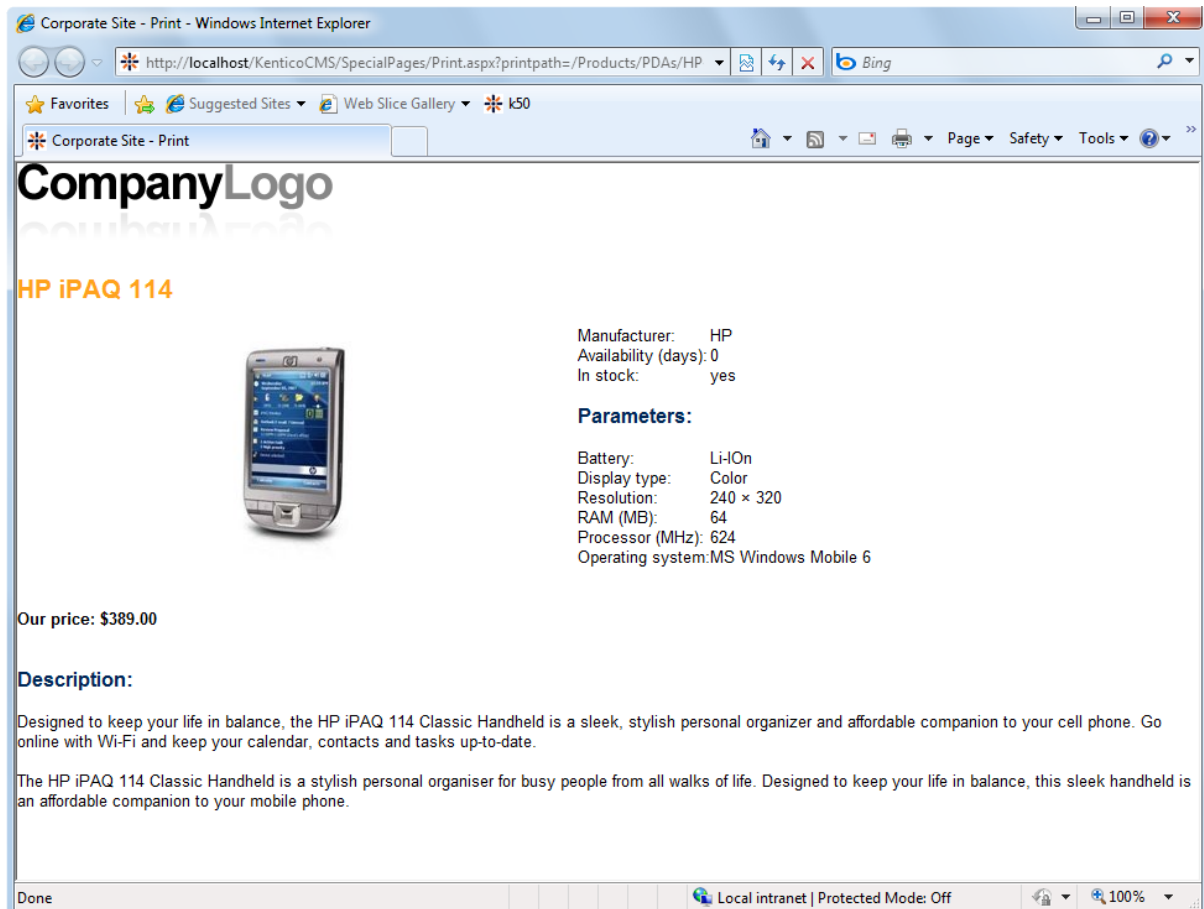 Corporate Site - Print - Windows Internet Explorer
http://localhost/KenticoCMS/SpecialPages/Print.aspx?printpath=/Products/PDAs/HP
Bing
Favorites Suggested Sites Web Slice Gallery k50
Corporate Site - Print
Page Safety Tools
CompanyLogo
HP iPAQ 114
Manufacturer: HP
Availability (days): 0
In stock: yes
Parameters:
Battery: Li-IOn
Display type: Color
Resolution: 240 × 320
RAM (MB): 64
Processor (MHz): 624
Operating system: MS Windows Mobile 6
Our price: $389.00
Description:
Designed to keep your life in balance, the HP iPAQ 114 Classic Handheld is a sleek, stylish personal organizer and affordable companion to your cell phone. Go
online with Wi-Fi and keep your calendar, contacts and tasks up-to-date.
The HP iPAQ 114 Classic Handheld is a stylish personal organiser for busy people from all walks of life. Designed to keep your life in balance, this sleek handheld is
an affordable companion to your mobile phone.
Done Local intranet | Protected Mode: Off 100%